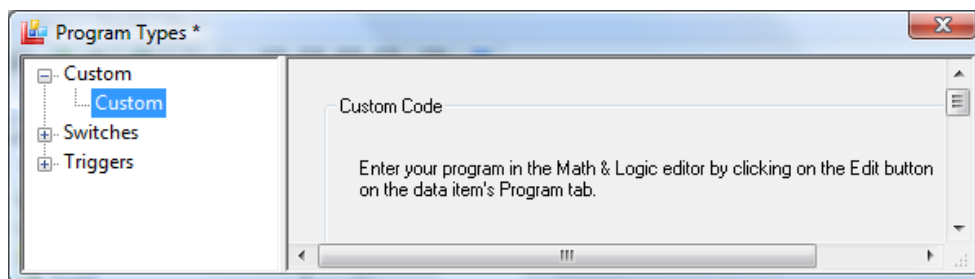 Program Types *
Custom
Custom
Switches
Triggers
Custom Code
Enter your program in the Math & Logic editor by clicking on the Edit button
on the data item's Program tab.